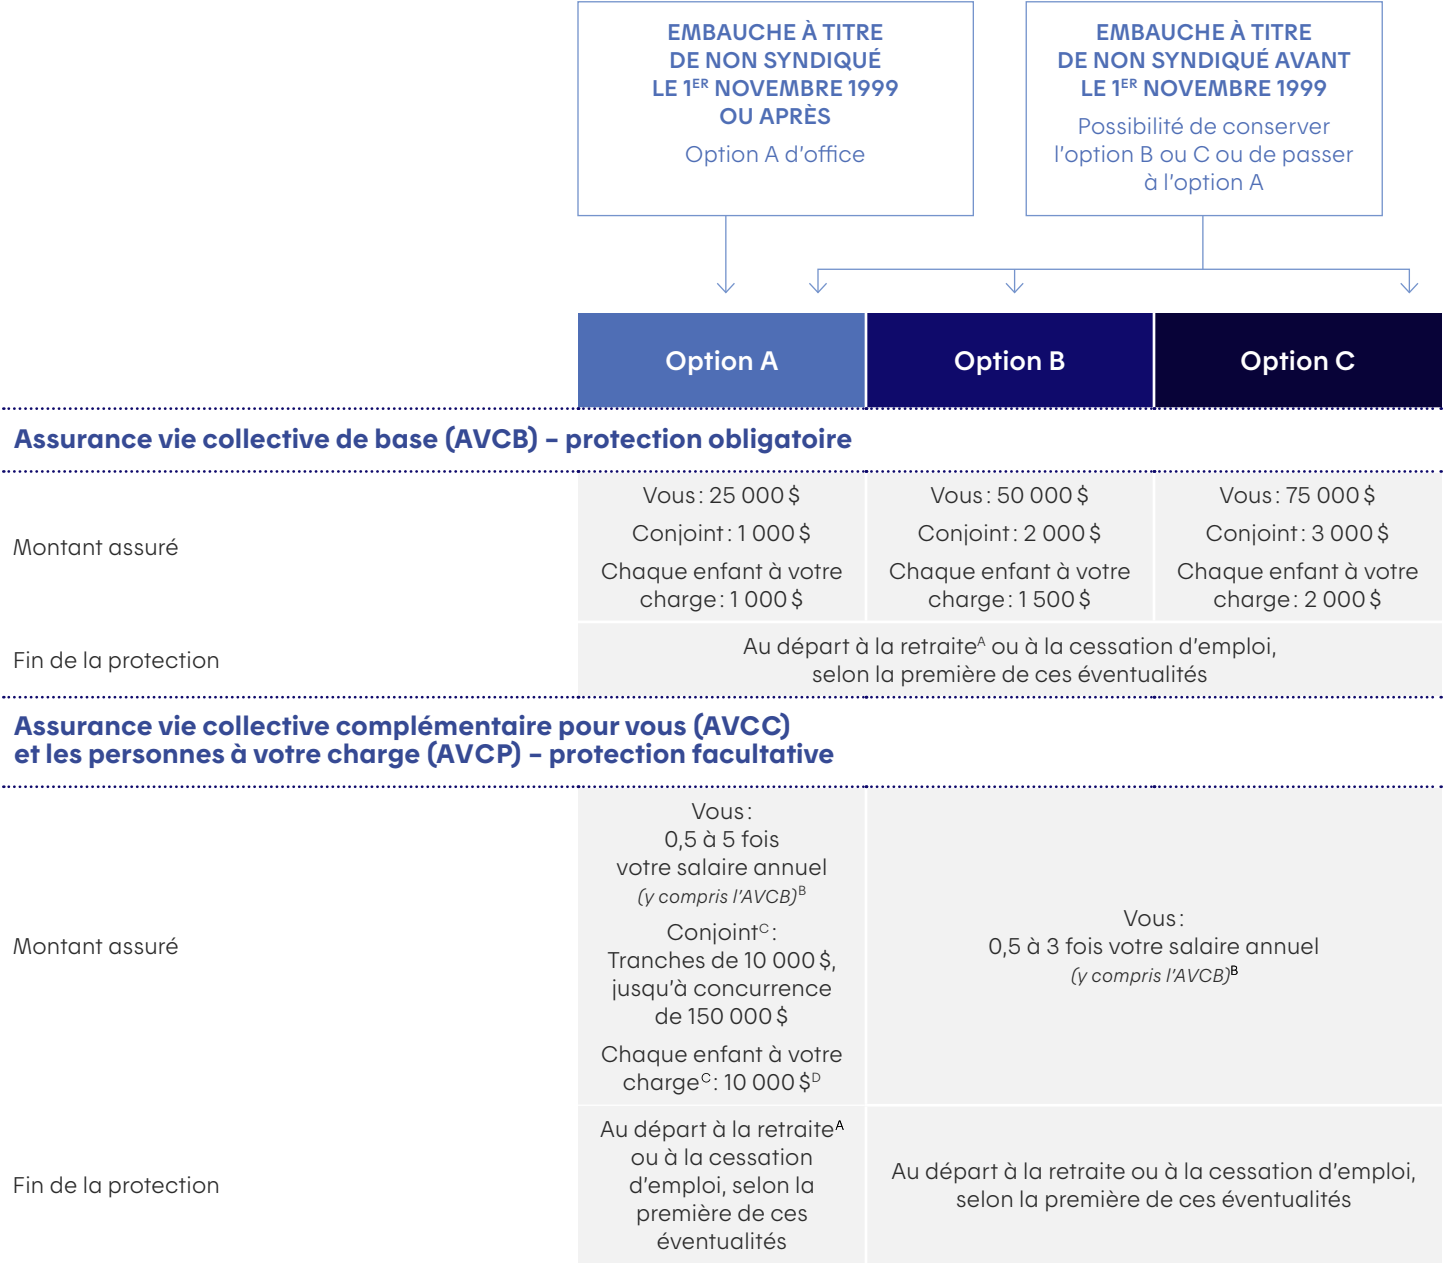 EMBAUCHE À TITRE
DE NON SYNDIQUÉ
LE 1ER NOVEMBRE 1999
OU APRÈS
Option A d’office
EMBAUCHE À TITRE
DE NON SYNDIQUÉ AVANT
LE 1ER NOVEMBRE 1999
Possibilité de conserver
l’option B ou C ou de passer
à l’option A
Option A
Option B
Option C
Assurance vie collective de base (AVCB) – protection obligatoire
Montant assuré
Vous : 25 000 $
Conjoint : 1 000 $
Chaque enfant à votre
charge : 1 000 $
Vous : 50 000 $
Conjoint : 2 000 $
Chaque enfant à votre
charge : 1 500 $
Vous : 75 000 $
Conjoint : 3 000 $
Chaque enfant à votre
charge : 2 000 $
Fin de la protection
Au départ à la retraiteA ou à la cessation d’emploi,
selon la première de ces éventualités
Assurance vie collective complémentaire pour vous (AVCC)
et les personnes à votre charge (AVCP) – protection facultative
Montant assuré
Vous :
0,5 à 5 fois
votre salaire annuel
(y compris l’AVCB)B
ConjointC :
Tranches de 10 000 $,
jusqu’à concurrence
de 150 000 $
Chaque enfant à votre
chargeC : 10 000 $D
Vous :
0,5 à 3 fois votre salaire annuel
(y compris l’AVCB)B
Fin de la protection
Au départ à la retraiteA
ou à la cessation
d’emploi, selon la
première de ces
éventualités
Au départ à la retraite ou à la cessation d’emploi,
selon la première de ces éventualités